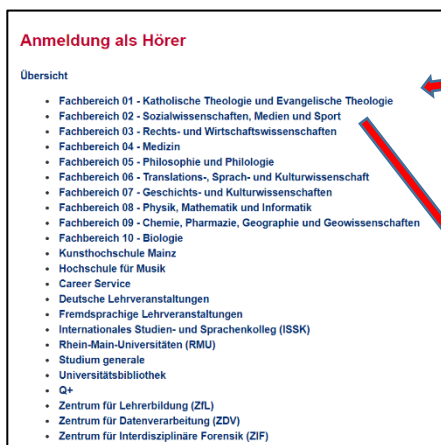 Anmeldung als Hörer
Übersicht
• Fachbereich 01 - Katholische Theologie und Evangelische Theologie
• Fachbereich 02 - Sozialwissenschaften, Medien und Sport
• Fachbereich 03 - Rechts- und Wirtschaftswissenschaften
• Fachbereich 04 - Medizin
• Fachbereich 05 - Philosophie und Philologie
• Fachbereich 06 - Translations-, Sprach- und Kulturwissenschaft
• Fachbereich 07 - Geschichts- und Kulturwissenschaften
• Fachbereich 08 - Physik, Mathematik und Informatik
• Fachbereich 09 - Chemie, Pharmazie, Geographie und Geowissenschaften
• Fachbereich 10 - Biologie
• Kunsthochschule Mainz
• Hochschule für Musik
• Career Service
• Deutsche Lehrveranstaltungen
• Fremdsprachige Lehrveranstaltungen
• Internationales Studien- und Sprachenkolleg (ISSK)
• Rhein-Main-Universitäten (RMU)
• Studium generale
• Universitätsbibliothek
• Q+
• Zentrum für Lehrerbildung (ZfL)
• Zentrum für Datenverarbeitung (ZDV)
• Zentrum für Interdisziplinäre Forensik (ZIF)